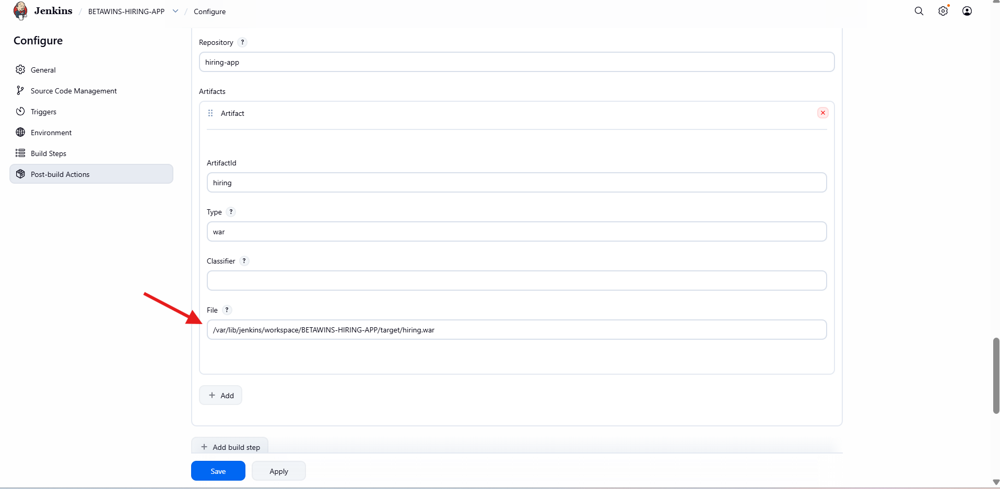 Jenkins / BETAWINS-HIRING-APP / Configure
Configure
General
Source Code Management
Triggers
Environment
Build Steps
Post-build Actions
Repository ?
hiring-app
Artifacts
Artifact
ArtifactId
hiring
Type ?
war
Classifier ?
File ?
/var/lib/jenkins/workspace/BETAWINS-HIRING-APP/target/hiring.war
+ Add
+ Add build step
Save Apply